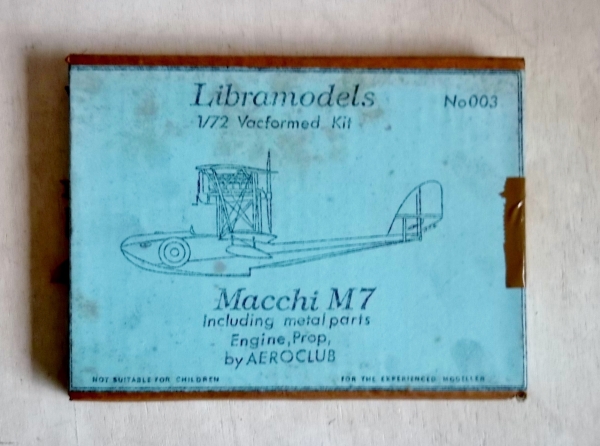 Libramodels
No003
1/72 Vacformed Kit
Macchi M7
Including metal parts
Engine,Prop,
by AEROCLUB
NOT SUITABLE FOR CHILDREN
FOR THE EXPERIENCED MODELLER